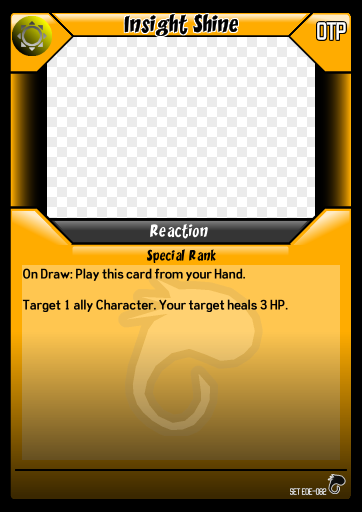 Insight Shine
OTP
Reaction
Special Rank
On Draw: Play this card from your Hand.
Target 1 ally Character. Your target heals 3 HP.
SET EOE-082